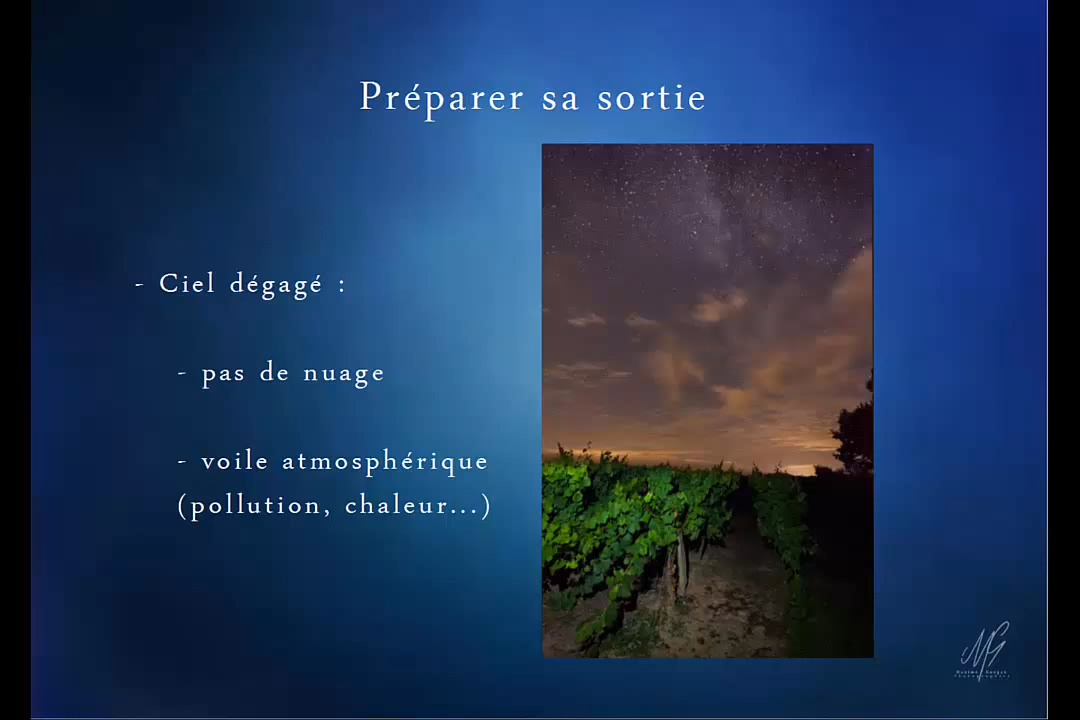 Préparer sa sortie
- Ciel dégagé :
- pas de nuage
- voile atmosphérique
(pollution, chaleur...)